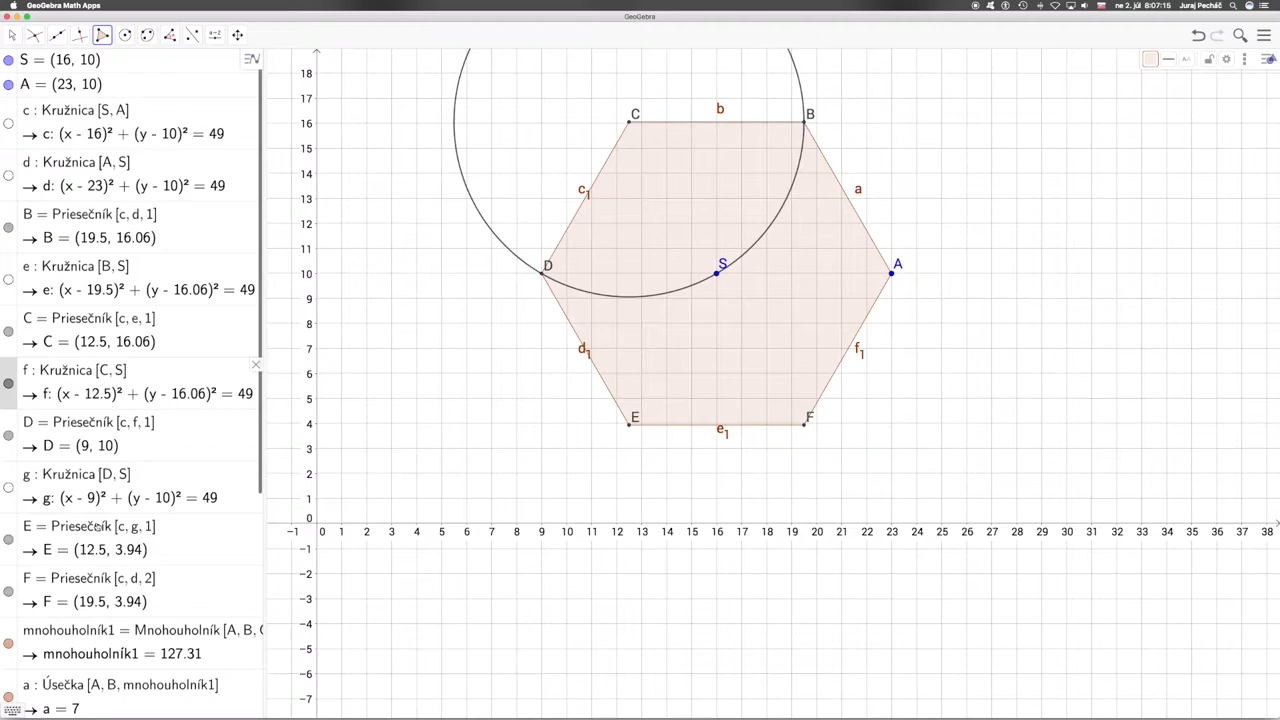 GeoGebra Math Apps
ne 2. júl 8:07:15 Juraj Pecháč
GeoGebra
S = (16, 10)
A = (23, 10)
c : Kružnica [S, A]
→ c: (x - 16)² + (y - 10)² = 49
d : Kružnica [A, S]
→ d: (x - 23)² + (y - 10)² = 49
B = Priesečník [c, d, 1]
→ B = (19.5, 16.06)
e : Kružnica [B, S]
→ e: (x - 19.5)² + (y - 16.06)² = 49
C = Priesečník [c, e, 1]
→ C = (12.5, 16.06)
f : Kružnica [C, S]
→ f: (x - 12.5)² + (y - 16.06)² = 49
D = Priesečník [c, f, 1]
→ D = (9, 10)
g : Kružnica [D, S]
→ g: (x - 9)² + (y - 10)² = 49
E = Priesečník [c, g, 1]
→ E = (12.5, 3.94)
F = Priesečník [c, d, 2]
→ F = (19.5, 3.94)
mnohouholník1 = Mnohouholník [A, B, C
→ mnohouholník1 = 127.31
a : Úsečka [A, B, mnohouholník1]
→ a = 7
18
17
16
15
14
13
12
11
10
9
8
7
6
5
4
3
2
1
0
−1
−2
−3
−4
−5
−6
−7
−1 0 1 2 3 4 5 6 7 8 9 10 11 12 13 14 15 16 17 18 19 20 21 22 23 24 25 26 27 28 29 30 31 32 33 34 35 36 37 38
C b B
c₁ a
D S A
d₁ f₁
E e₁ F